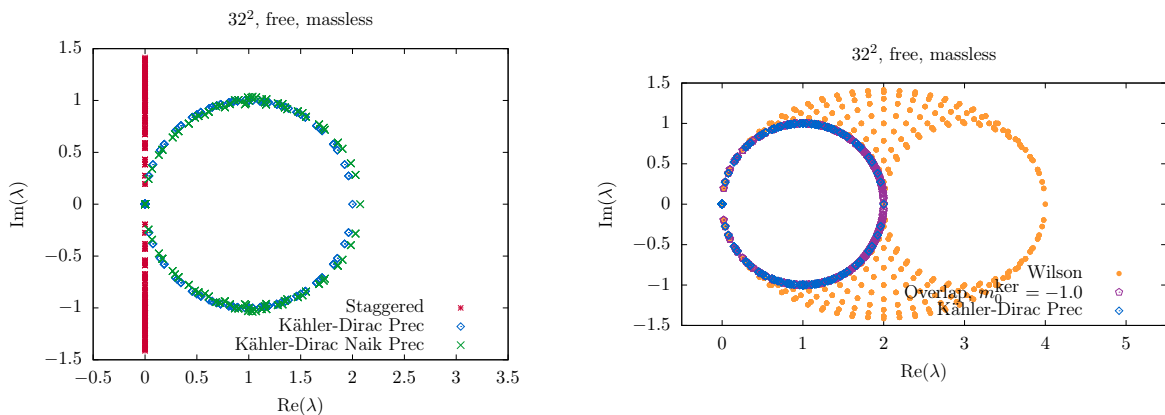 32², free, massless
1.5
1
0.5
0
−0.5
−1
−1.5
Im(λ)
−0.5 0 0.5 1 1.5 2 2.5 3 3.5
Re(λ)
Staggered
Kähler-Dirac Prec
Kähler-Dirac Naik Prec
32², free, massless
1.5
1
0.5
0
−0.5
−1
−1.5
Im(λ)
0 1 2 3 4 5
Re(λ)
Wilson
Overlap, m₀ᵏᵉʳ = −1.0
Kähler-Dirac Prec